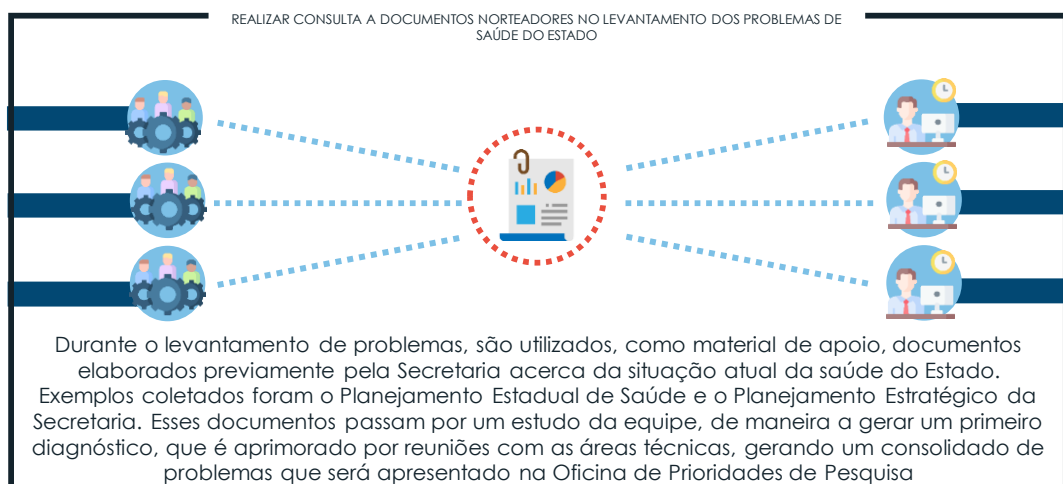 REALIZAR CONSULTA A DOCUMENTOS NORTEADORES NO LEVANTAMENTO DOS PROBLEMAS DE
SAÚDE DO ESTADO
Durante o levantamento de problemas, são utilizados, como material de apoio, documentos
elaborados previamente pela Secretaria acerca da situação atual da saúde do Estado.
Exemplos coletados foram o Planejamento Estadual de Saúde e o Planejamento Estratégico da
Secretaria. Esses documentos passam por um estudo da equipe, de maneira a gerar um primeiro
diagnóstico, que é aprimorado por reuniões com as áreas técnicas, gerando um consolidado de
problemas que será apresentado na Oficina de Prioridades de Pesquisa